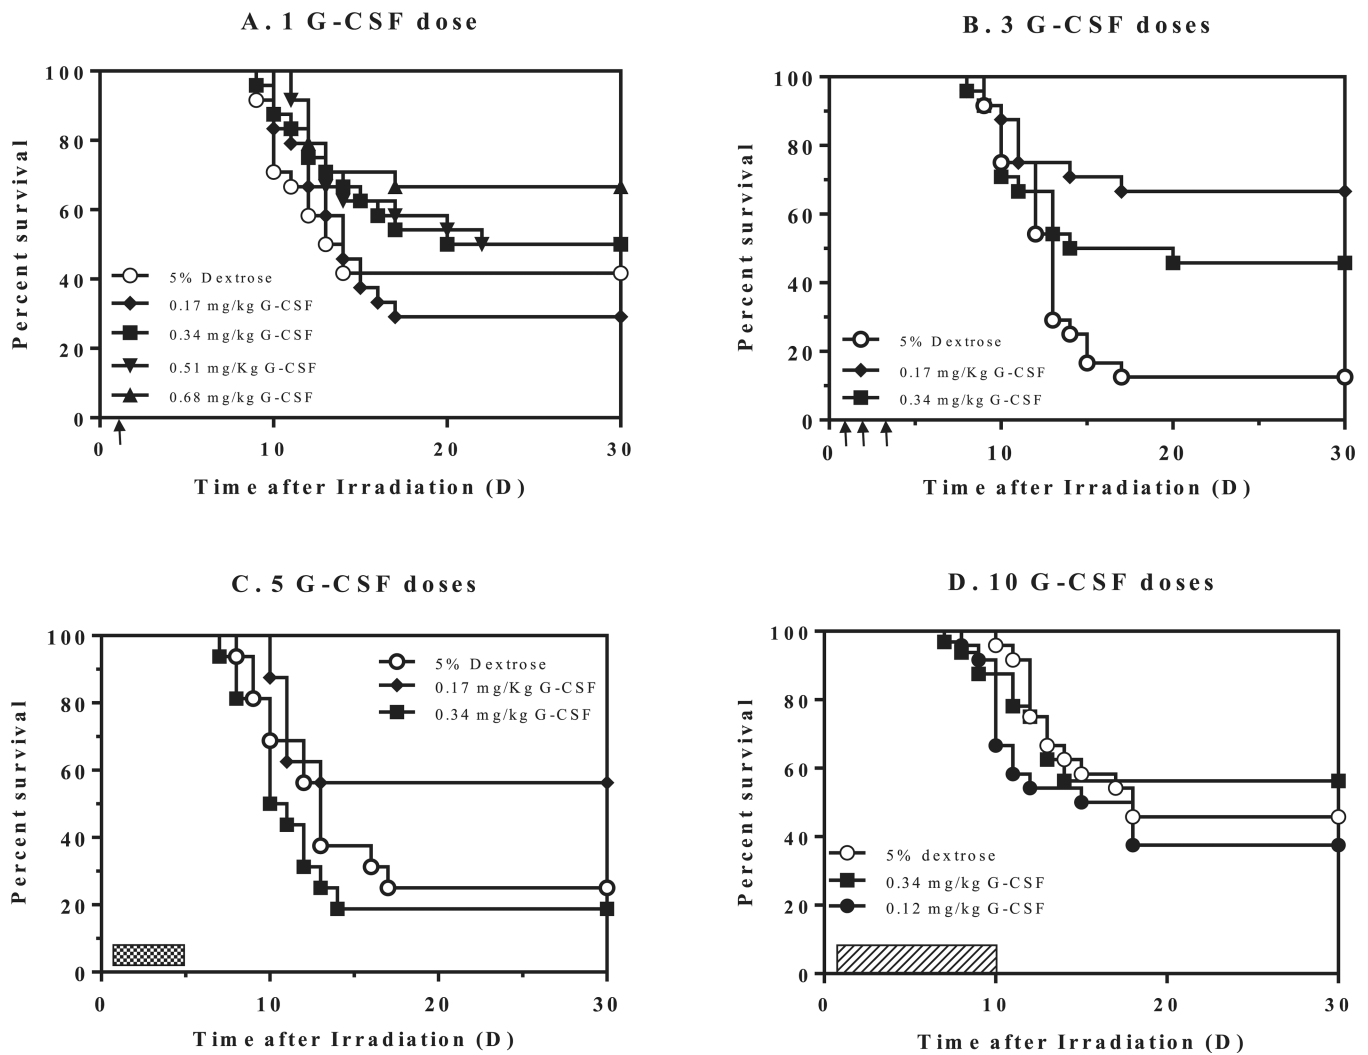 A. 1 G-CSF dose
Percent survival
100
80
60
40
20
0
5% Dextrose
0.17 mg/kg G-CSF
0.34 mg/kg G-CSF
0.51 mg/Kg G-CSF
0.68 mg/kg G-CSF
0 10 20 30
Time after Irradiation (D)
B. 3 G-CSF doses
Percent survival
100
80
60
40
20
0
5% Dextrose
0.17 mg/Kg G-CSF
0.34 mg/kg G-CSF
0 10 20 30
Time after Irradiation (D)
C. 5 G-CSF doses
Percent survival
100
80
60
40
20
0
5% Dextrose
0.17 mg/Kg G-CSF
0.34 mg/kg G-CSF
0 10 20 30
Time after Irradiation (D)
D. 10 G-CSF doses
Percent survival
100
80
60
40
20
0
5% dextrose
0.34 mg/kg G-CSF
0.12 mg/kg G-CSF
0 10 20 30
Time after Irradiation (D)